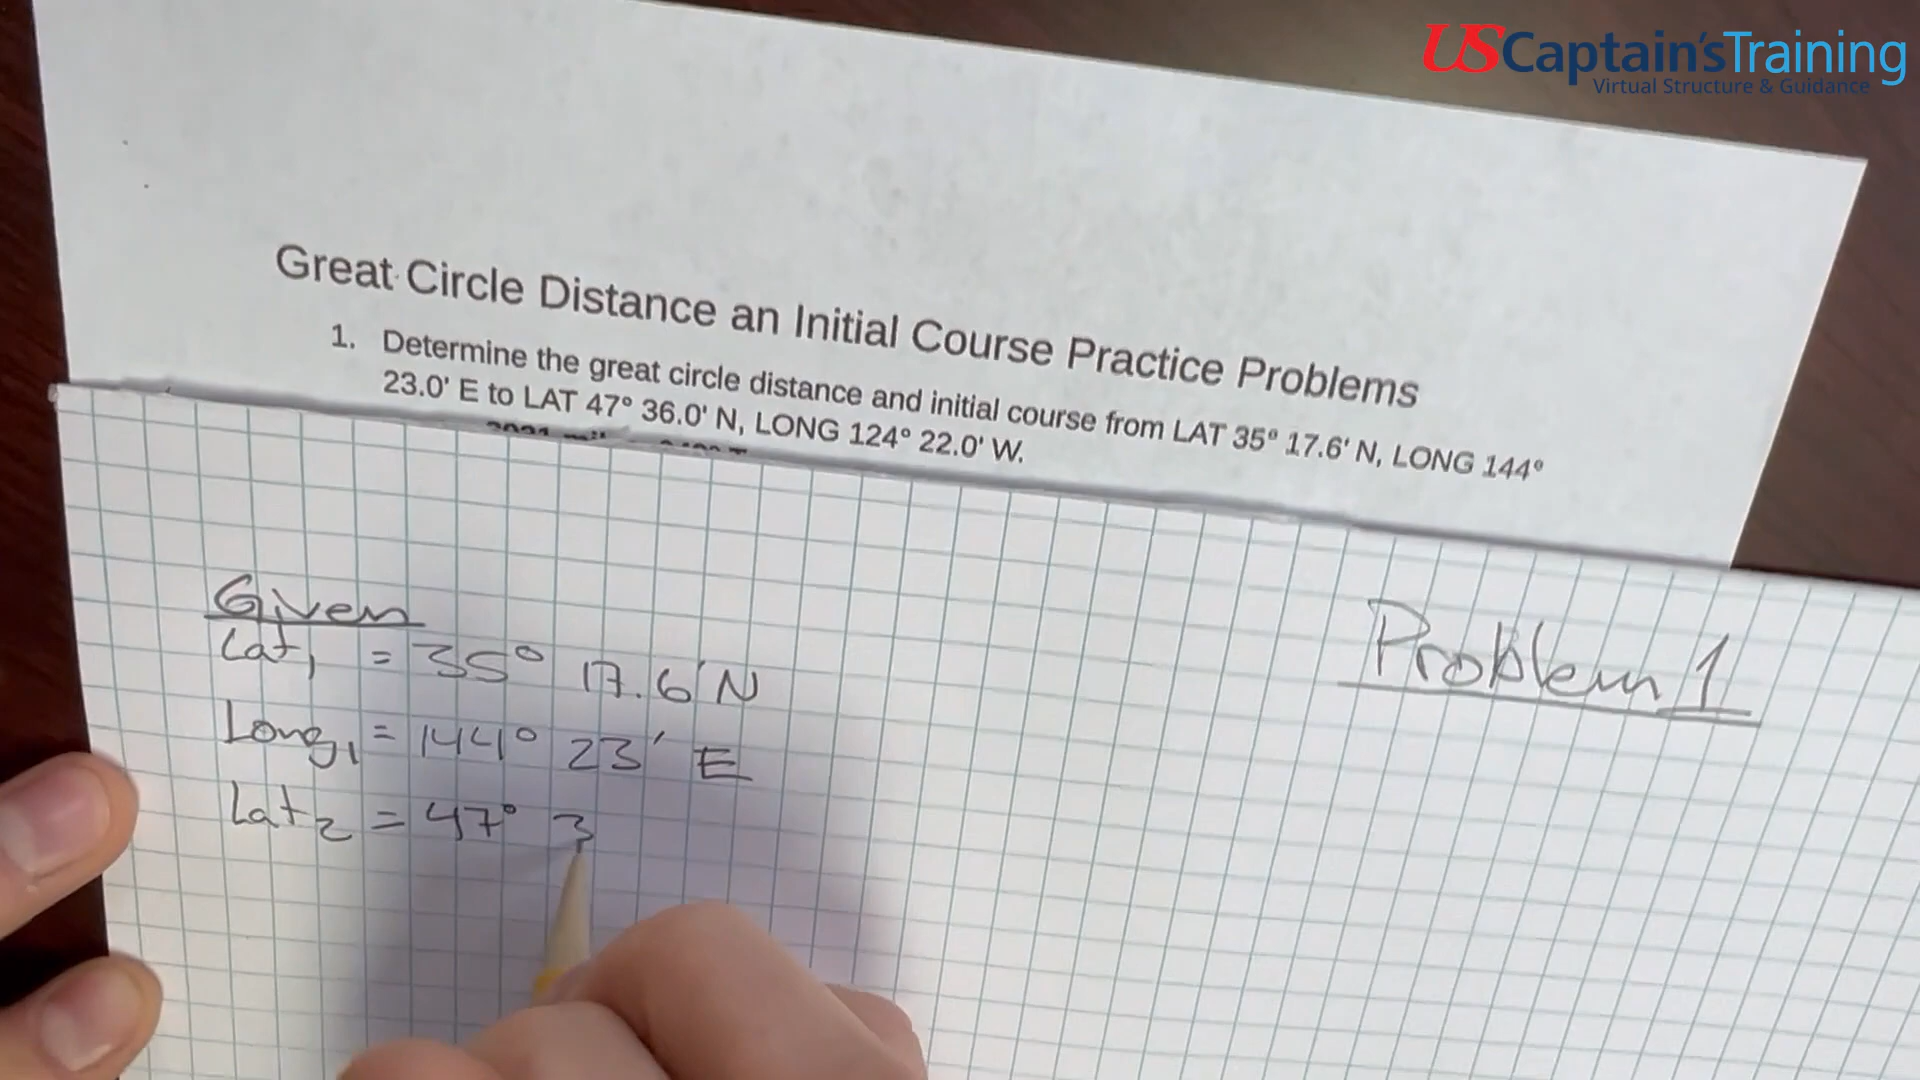 USCaptain'sTraining
Virtual Structure & Guidance
Great Circle Distance an Initial Course Practice Problems
1. Determine the great circle distance and initial course from LAT 35° 17.6' N, LONG 144°
23.0' E to LAT 47° 36.0' N, LONG 124° 22.0' W.
Problem 1
Given
Lat1 = 35° 17.6' N
Long1 = 144° 23' E
Lat2 = 47° 3